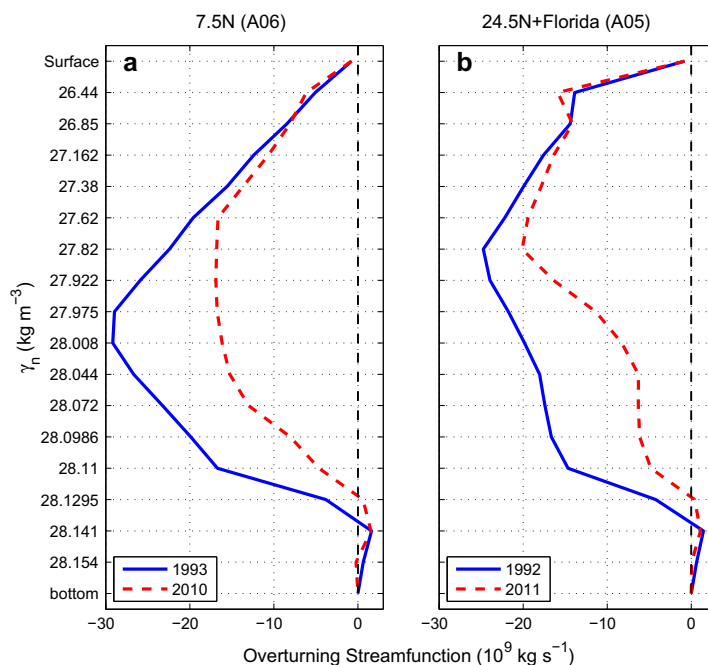 7.5N (A06)
24.5N+Florida (A05)
a
b
Surface
26.44
26.85
27.162
27.38
27.62
27.82
27.922
27.975
28.008
28.044
28.072
28.0986
28.11
28.1295
28.141
28.154
bottom
γn (kg m−3)
1993
2010
1992
2011
−30 −20 −10 0
−30 −20 −10 0
Overturning Streamfunction (10^9 kg s−1)